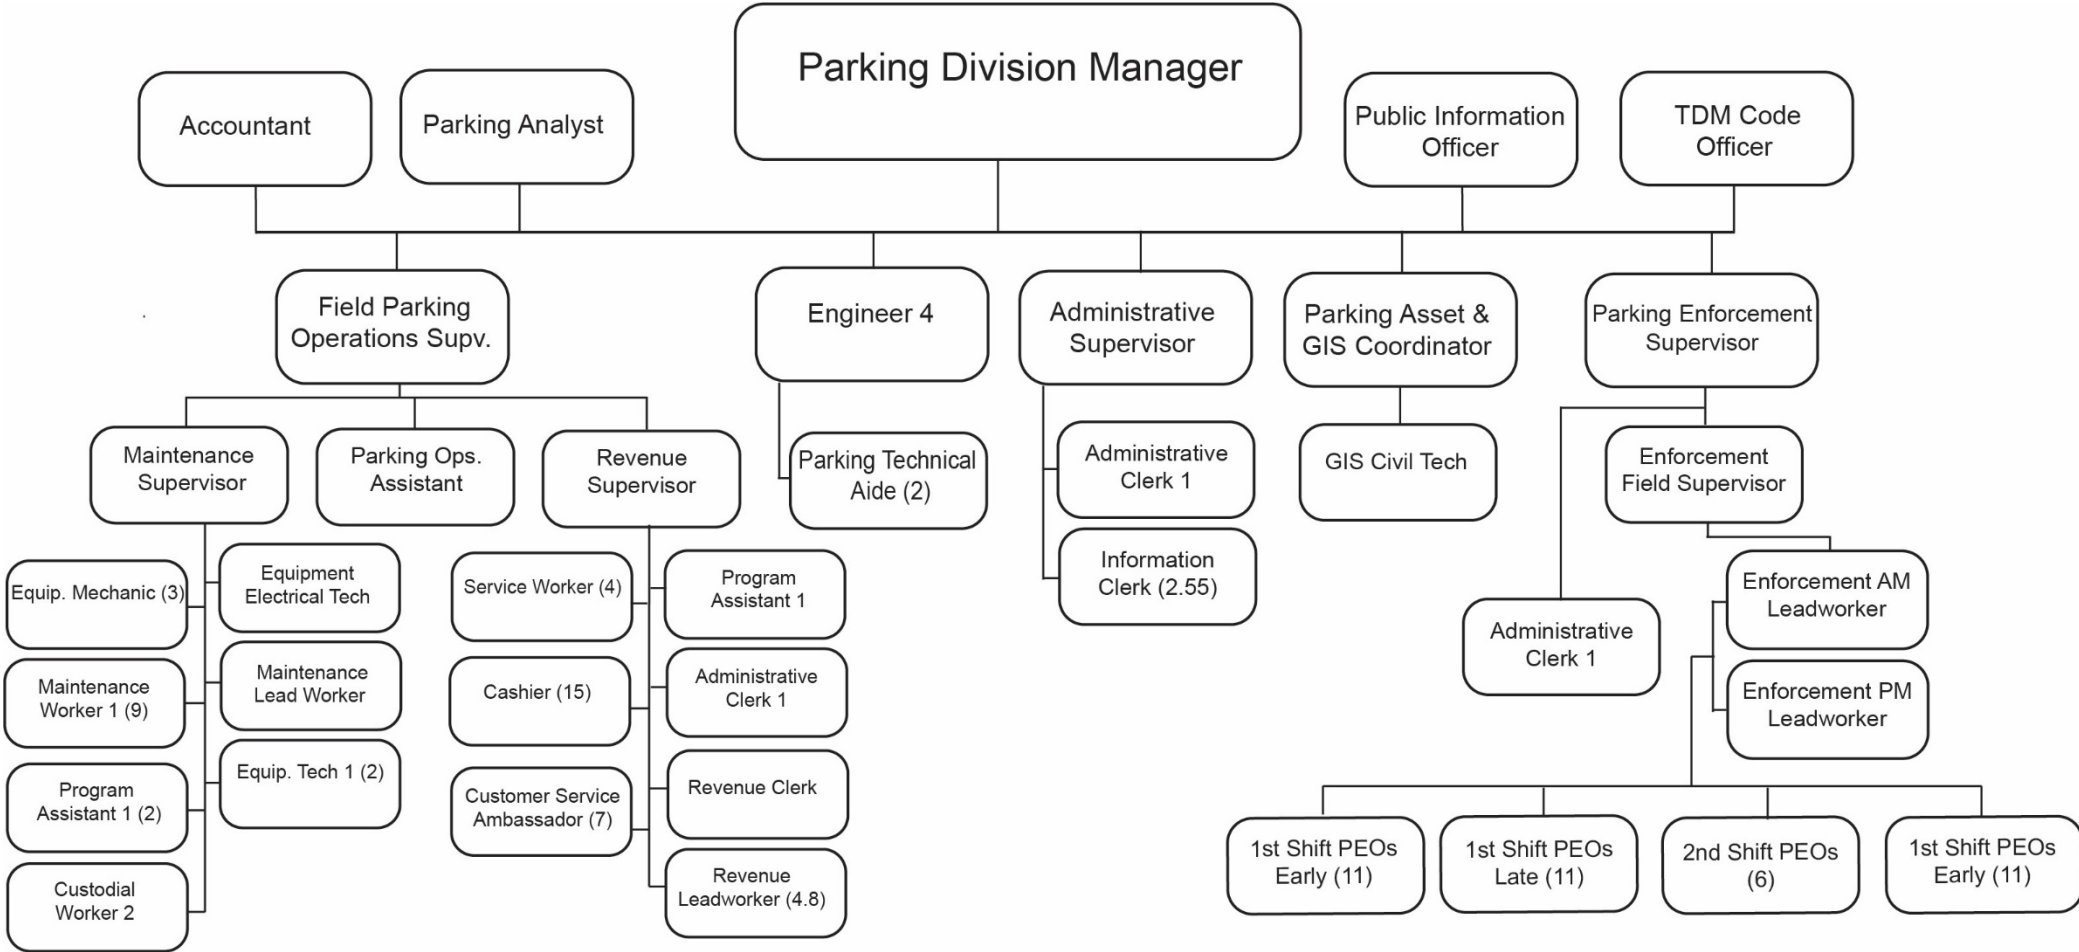 Parking Division Manager
Accountant
Parking Analyst
Public Information
Officer
TDM Code
Officer
Field Parking
Operations Supv.
Engineer 4
Administrative
Supervisor
Parking Asset &
GIS Coordinator
Parking Enforcement
Supervisor
Maintenance
Supervisor
Parking Ops.
Assistant
Revenue
Supervisor
Parking Technical
Aide (2)
Administrative
Clerk 1
Information
Clerk (2.55)
GIS Civil Tech
Enforcement
Field Supervisor
Equip. Mechanic (3)
Equipment
Electrical Tech
Maintenance
Worker 1 (9)
Maintenance
Lead Worker
Program
Assistant 1 (2)
Equip. Tech 1 (2)
Custodial
Worker 2
Service Worker (4)
Program
Assistant 1
Cashier (15)
Administrative
Clerk 1
Customer Service
Ambassador (7)
Revenue Clerk
Revenue
Leadworker (4.8)
Administrative
Clerk 1
Enforcement AM
Leadworker
Enforcement PM
Leadworker
1st Shift PEOs
Early (11)
1st Shift PEOs
Late (11)
2nd Shift PEOs
(6)
1st Shift PEOs
Early (11)